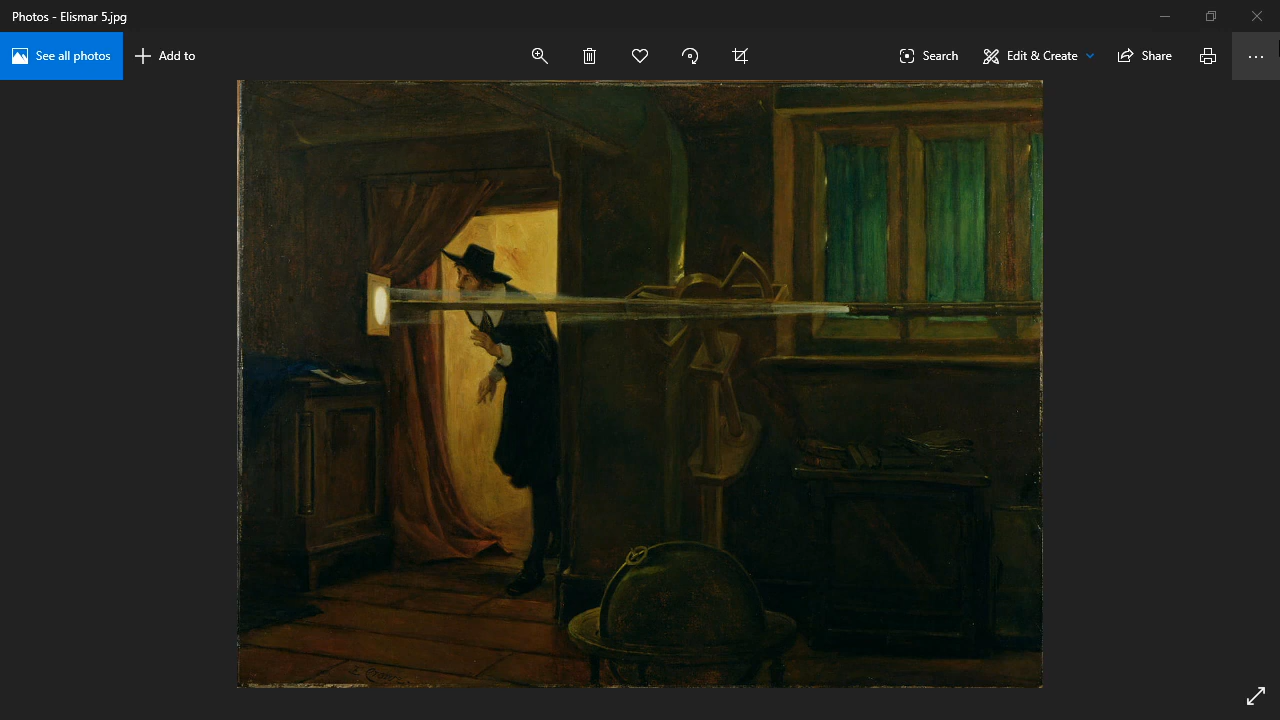 Photos - Elismar 5.jpg
See all photos
Add to
Search
Edit & Create
Share